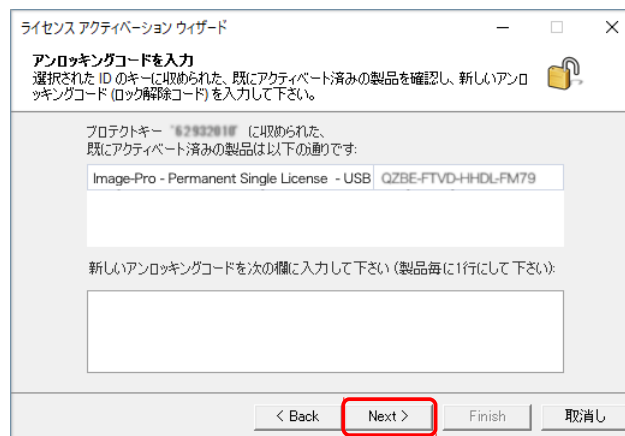 ライセンス アクティベーション ウィザード
アンロッキングコードを入力
選択された ID のキーに収められた、既にアクティベート済みの製品を確認し、新しいアンロ
ッキングコード (ロック解除コード) を入力して下さい。
プロテクトキー に収められた、
既にアクティベート済みの製品は以下の通りです:
Image-Pro - Permanent Single License - USB QZBE-FTVD-HHDL-FM79
新しいアンロッキングコードを次の欄に入力して下さい (製品毎に1行にして下さい):
< Back Next > Finish 取消し